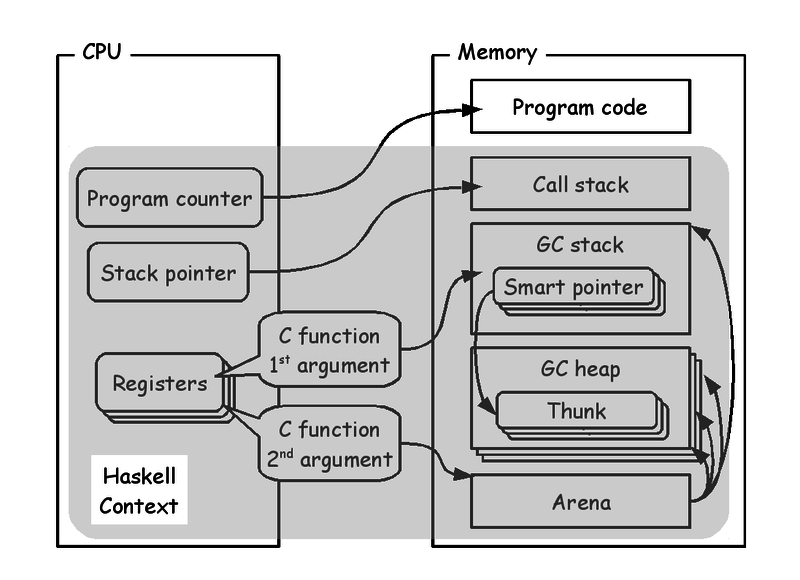 CPU
Memory
Program code
Program counter
Call stack
Stack pointer
GC stack
Smart pointer
C function
1st argument
Registers
GC heap
Thunk
C function
2nd argument
Haskell
Context
Arena